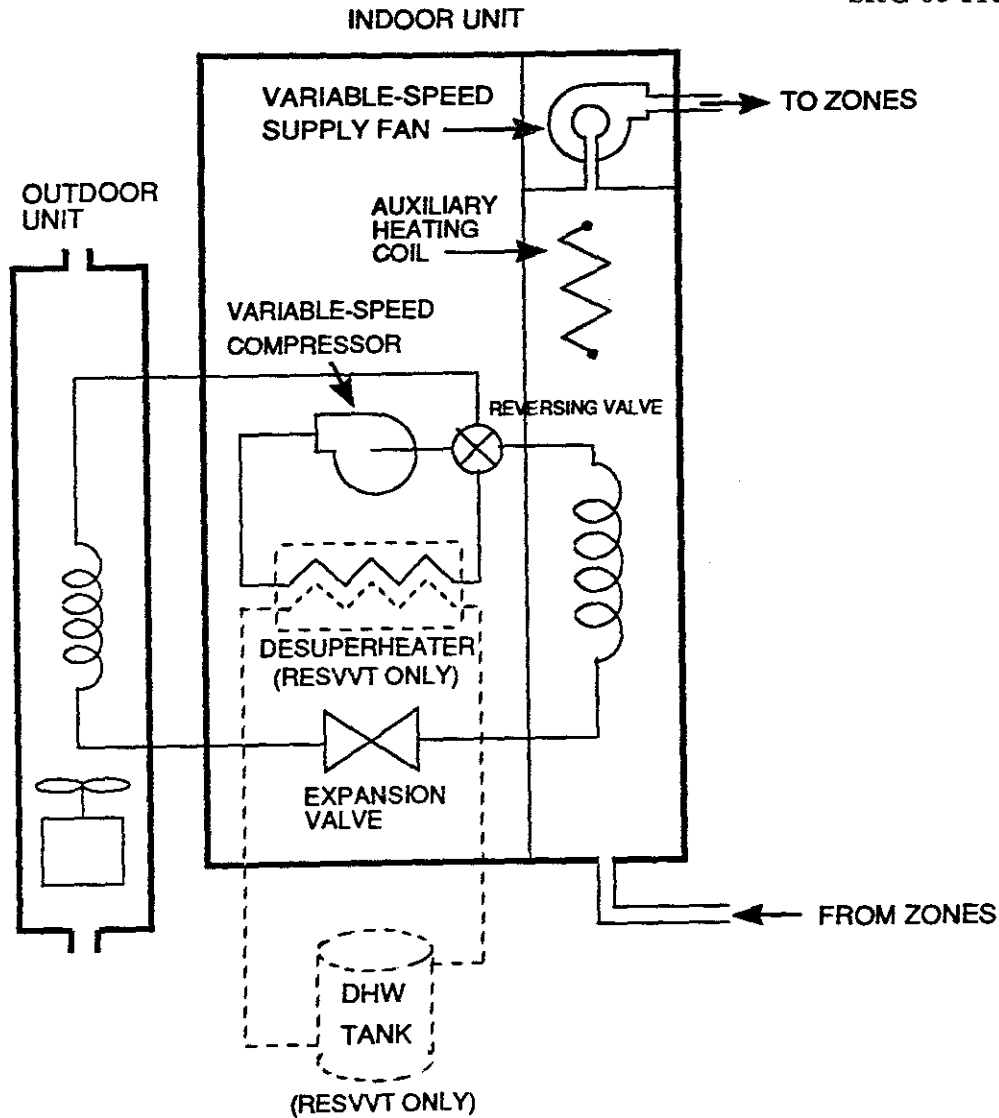 INDOOR UNIT
VARIABLE-SPEED
SUPPLY FAN
TO ZONES
OUTDOOR
UNIT
AUXILIARY
HEATING
COIL
VARIABLE-SPEED
COMPRESSOR
REVERSING VALVE
DESUPERHEATER
(RESVVT ONLY)
EXPANSION
VALVE
FROM ZONES
DHW
TANK
(RESVVT ONLY)